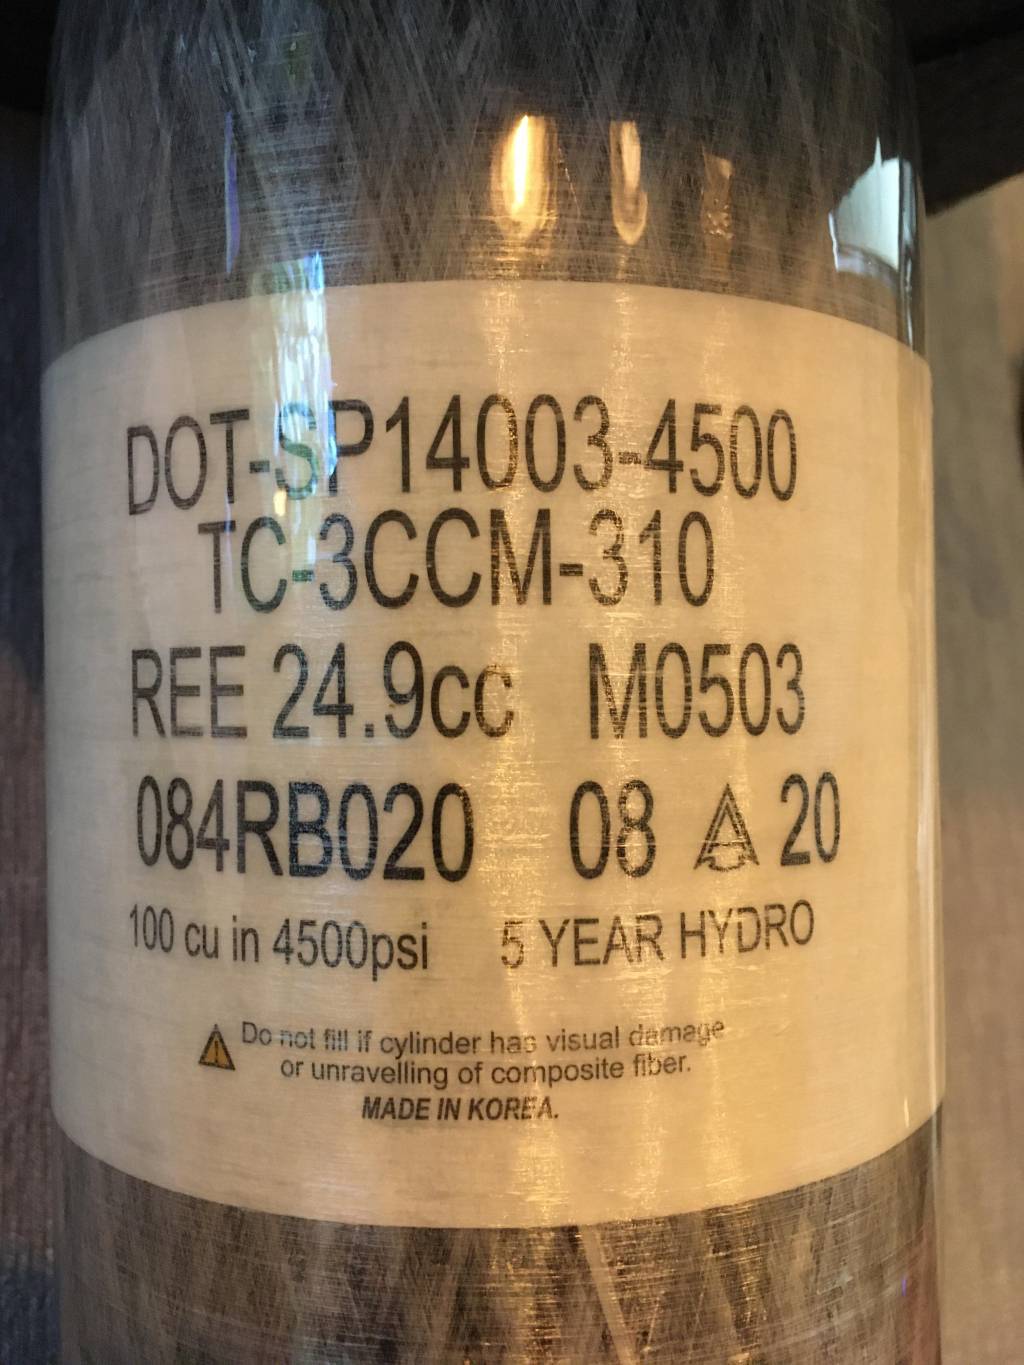 DOT-SP14003-4500
TC-3CCM-310
REE 24.9cc M0503
084RB020 08 20
100 cu in 4500psi 5 YEAR HYDRO
Do not fill if cylinder has visual damage
or unravelling of composite fiber.
MADE IN KOREA.